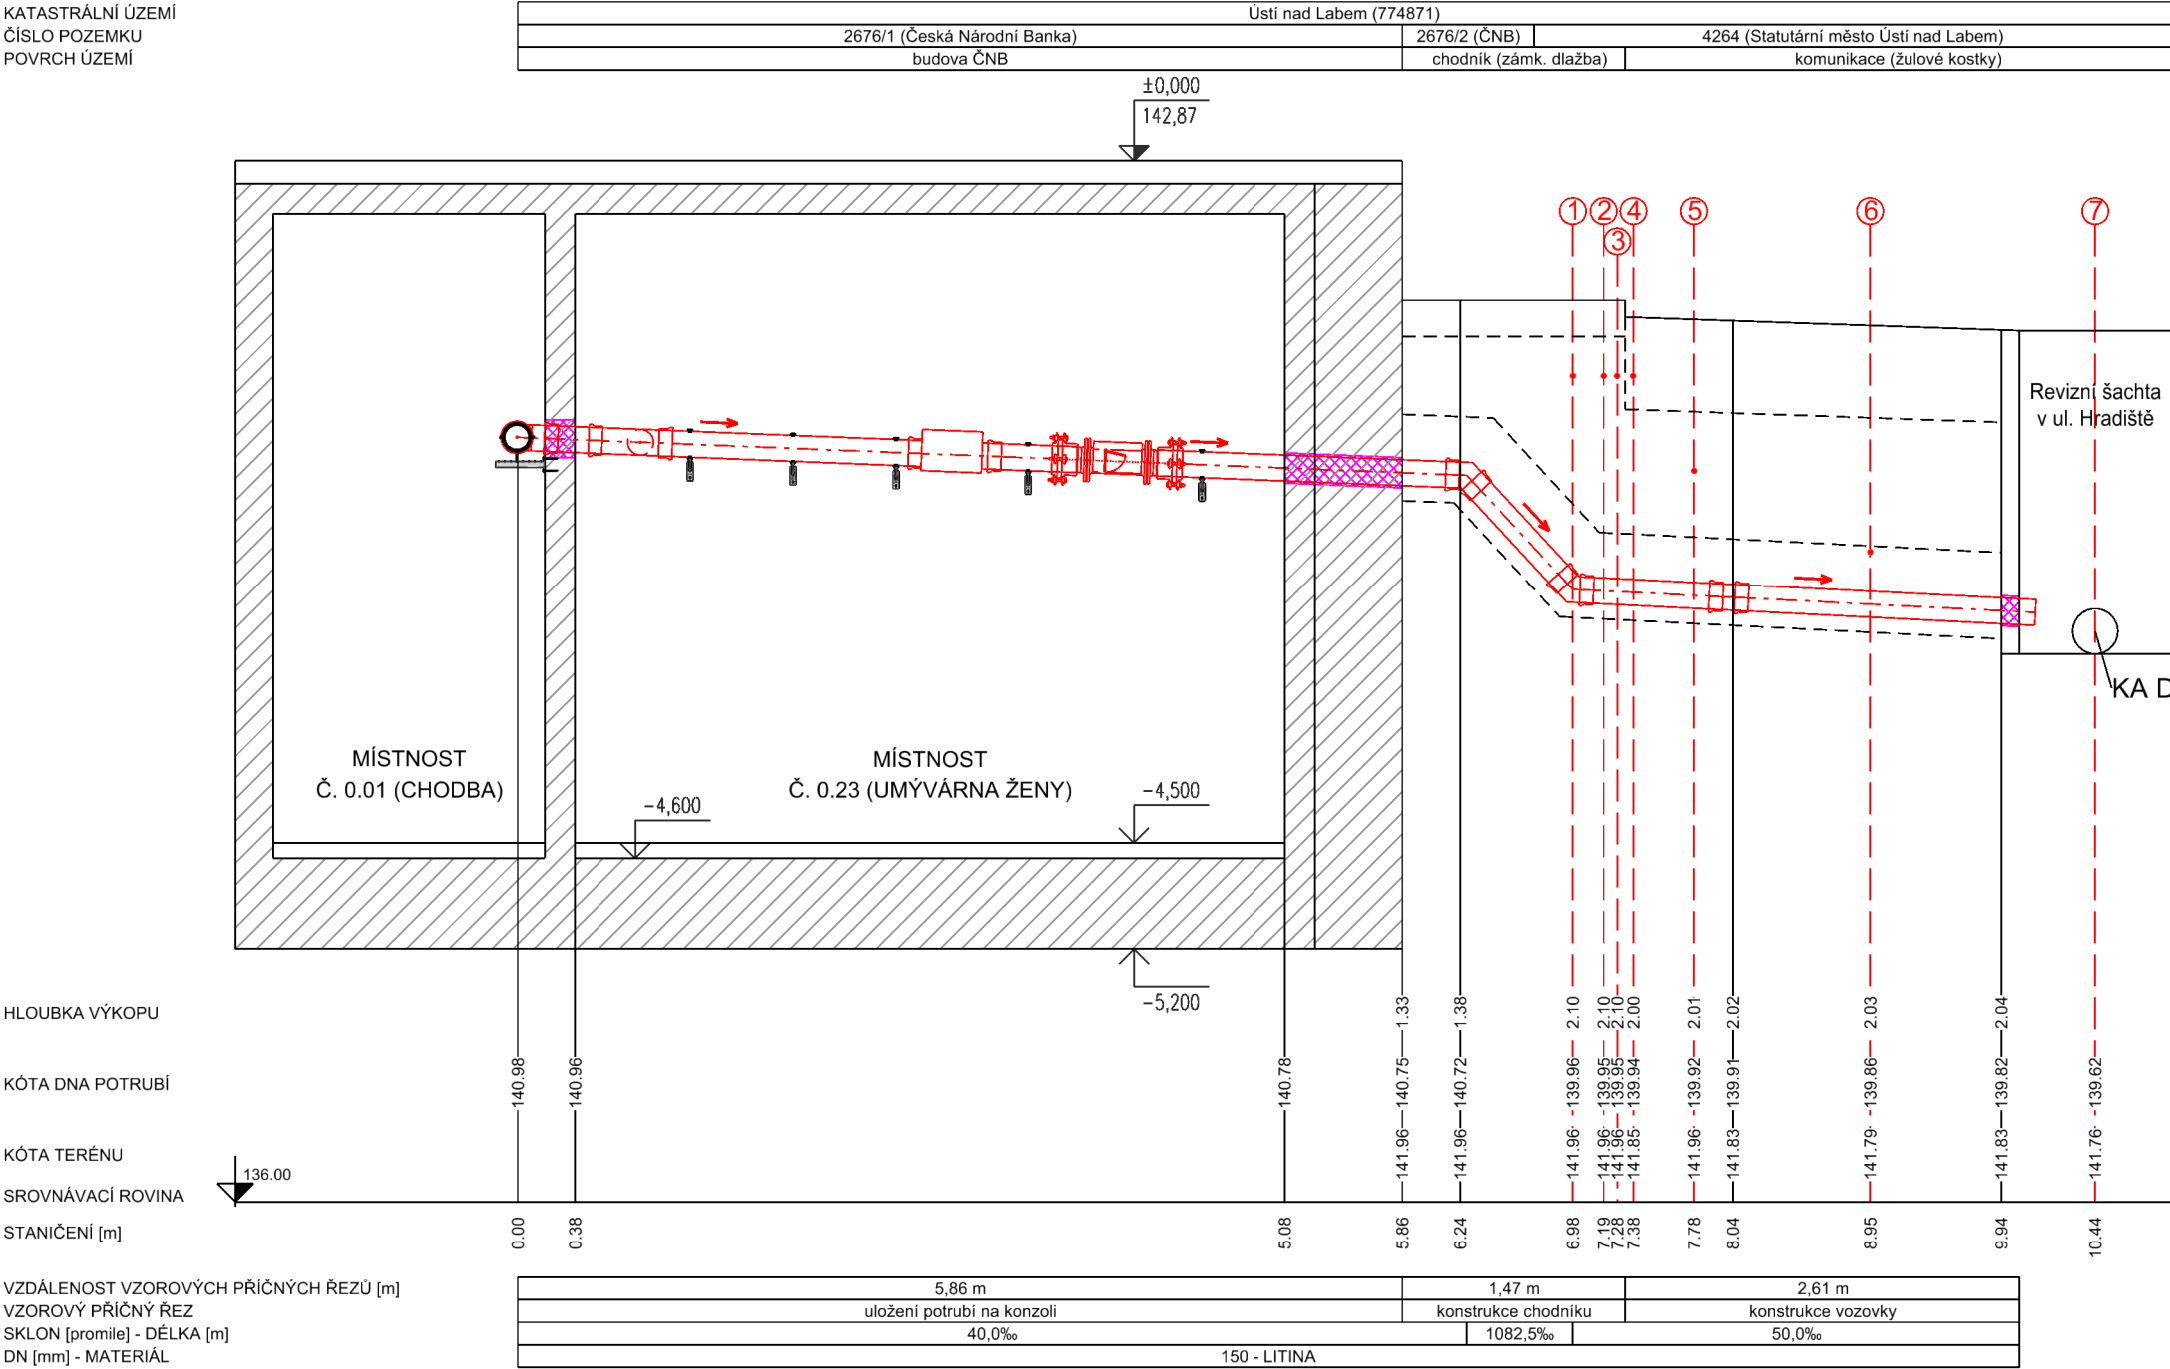 KATASTRÁLNÍ ÚZEMÍ
Ústí nad Labem (774871)
ČÍSLO POZEMKU
2676/1 (Česká Národní Banka)
2676/2 (ČNB)
4264 (Statutární město Ústí nad Labem)
POVRCH ÚZEMÍ
budova ČNB
chodník (zámk. dlažba)
komunikace (žulové kostky)
±0,000
142,87
1
2
3
4
5
6
7
Revizní šachta
v ul. Hradiště
KA D
MÍSTNOST
Č. 0.01 (CHODBA)
MÍSTNOST
Č. 0.23 (UMÝVÁRNA ŽENY)
-4,600
-4,500
-5,200
HLOUBKA VÝKOPU
1.33
1.38
2.10
2.10
2.10
2.00
2.01
2.02
2.03
2.04
KÓTA DNA POTRUBÍ
140.98
140.96
140.78
140.75
140.72
139.96
139.95
139.95
139.94
139.92
139.91
139.86
139.82
139.62
KÓTA TERÉNU
141.96
141.96
141.96
141.96
141.96
141.85
141.96
141.83
141.79
141.83
141.76
136.00
SROVNÁVACÍ ROVINA
STANIČENÍ [m]
0.00
0.38
5.08
5.86
6.24
6.98
7.19
7.28
7.38
7.78
8.04
8.95
9.94
10.44
VZDÁLENOST VZOROVÝCH PŘÍČNÝCH ŘEZŮ [m]
5,86 m
1,47 m
2,61 m
VZOROVÝ PŘÍČNÝ ŘEZ
uložení potrubí na konzoli
konstrukce chodníku
konstrukce vozovky
SKLON [promile] - DÉLKA [m]
40,0‰
1082,5‰
50,0‰
DN [mm] - MATERIÁL
150 - LITINA